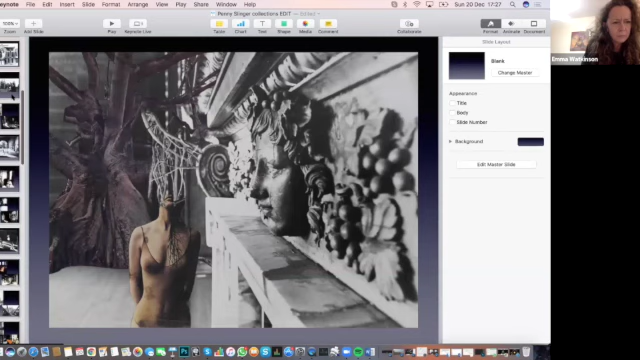 Keynote File Edit Insert Slide Format Arrange View Play Share Window Help Sun 20 Dec 17:27
Penny Slinger collections EDIT
Edited
100%
Zoom Add Slide Play Keynote Live Table Chart Text Shape Media Comment Collaborate Format Animate Document
Slide Layout
Blank
Change Master
Appearance
Title
Body
Slide Number
Background
Edit Master Slide
Emma Watkinson